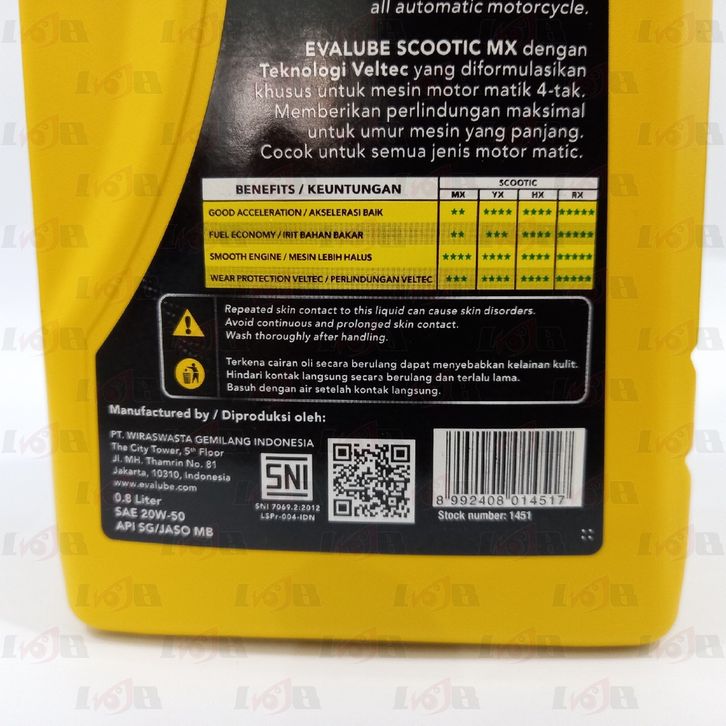 all automatic motorcycle.
EVALUBE SCOOTIC MX dengan
Teknologi Veltec yang diformulasikan
khusus untuk mesin motor matik 4-tak.
Memberikan perlindungan maksimal
untuk umur mesin yang panjang.
Cocok untuk semua jenis motor matic.
BENEFITS / KEUNTUNGAN
SCOOTIC
MX YX HX RX
GOOD ACCELERATION / AKSELERASI BAIK ★★ ★★★★ ★★★★ ★★★★★
FUEL ECONOMY / IRIT BAHAN BAKAR ★★ ★★★ ★★★★ ★★★★★
SMOOTH ENGINE / MESIN LEBIH HALUS ★★★★ ★★★★ ★★★★ ★★★★★
WEAR PROTECTION VELTEC / PERLINDUNGAN VELTEC ★★★ ★★★★ ★★★★ ★★★★★
Repeated skin contact to this liquid can cause skin disorders.
Avoid continuous and prolonged skin contact.
Wash thoroughly after handling.
Terkena cairan oli secara berulang dapat menyebabkan kelainan kulit.
Hindari kontak langsung secara berulang dan terlalu lama.
Basuh dengan air setelah kontak langsung.
Manufactured by / Diproduksi oleh:
PT. WIRASWASTA GEMILANG INDONESIA
The City Tower, 5th Floor
Jl. MH. Thamrin No. 81
Jakarta, 10310, Indonesia
www.evalube.com
0.8 Liter
SAE 20W-50
API SG/JASO MB
SNI
SNI 7069.2:2012
LSPr-004-IDN
8 992408 014517
Stock number: 1451